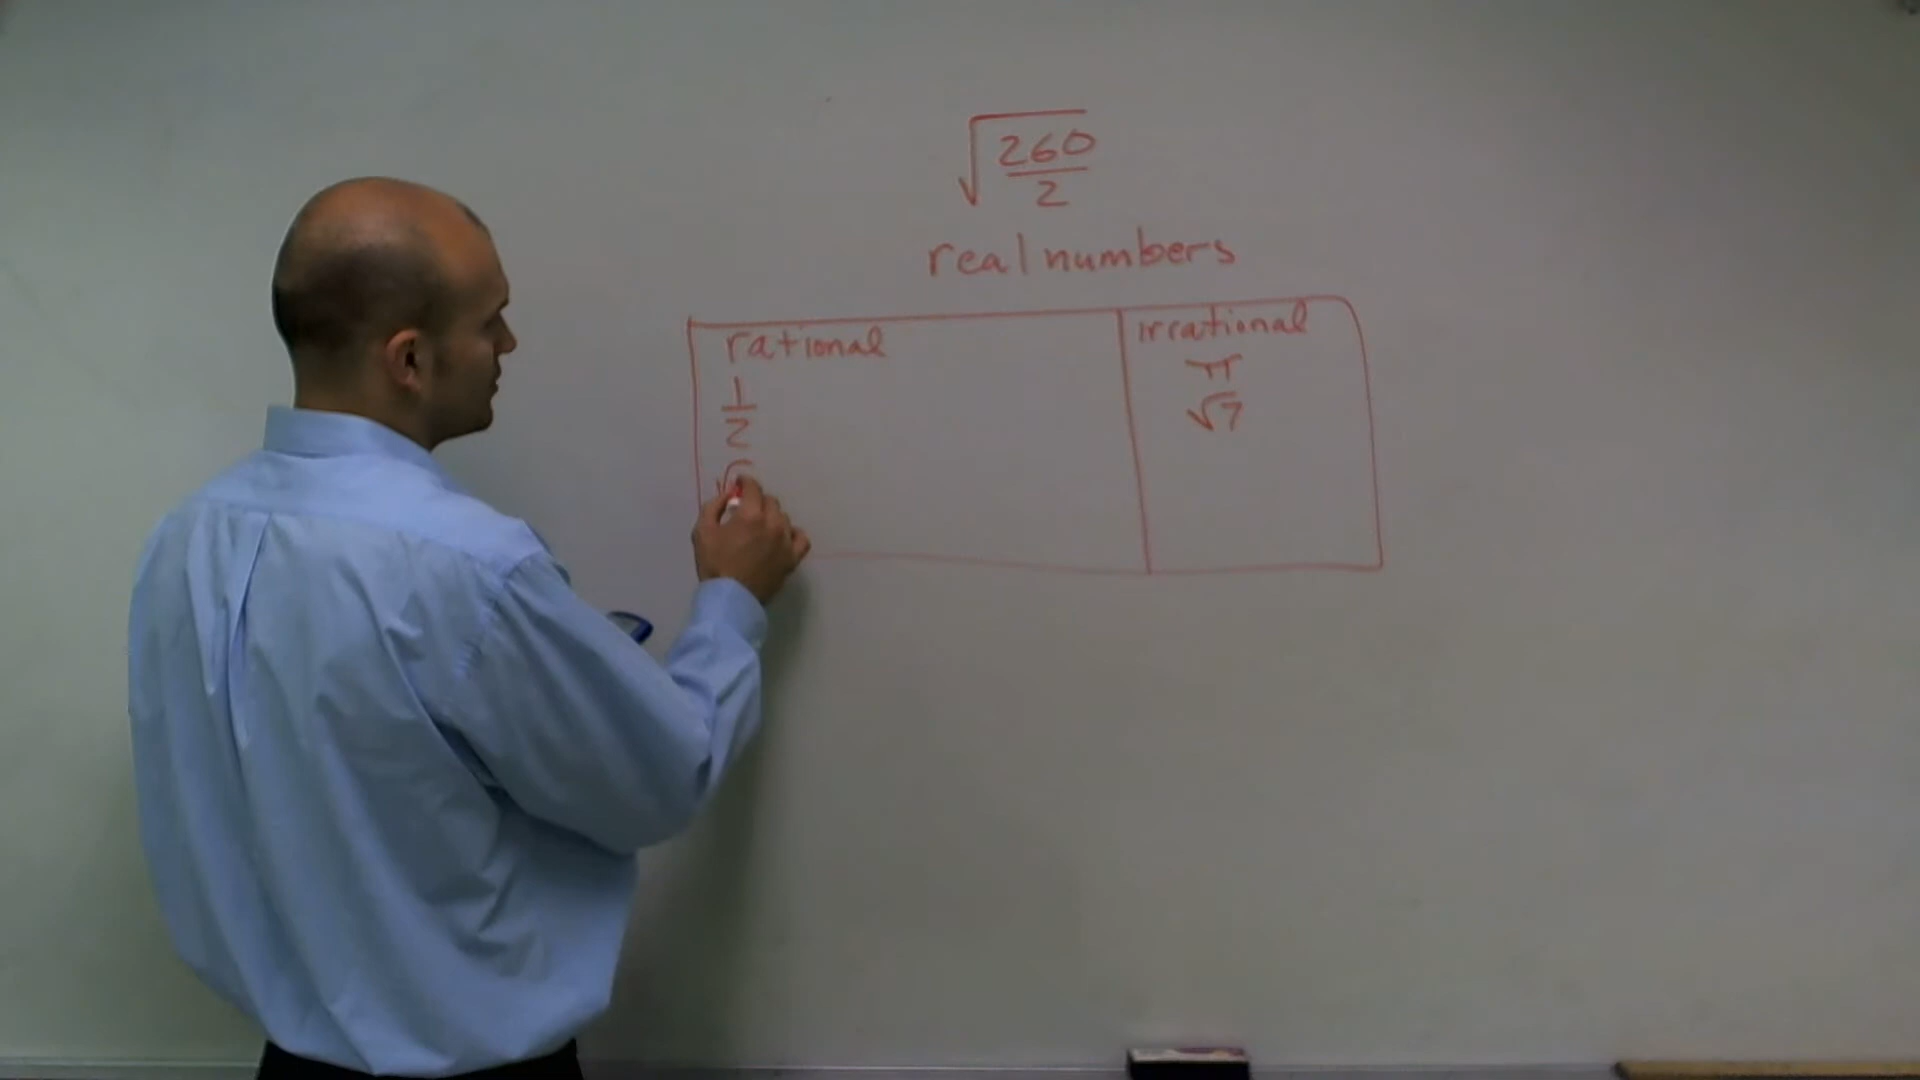 √260/2
real numbers
rational
irrational
1/2
π
√7
√